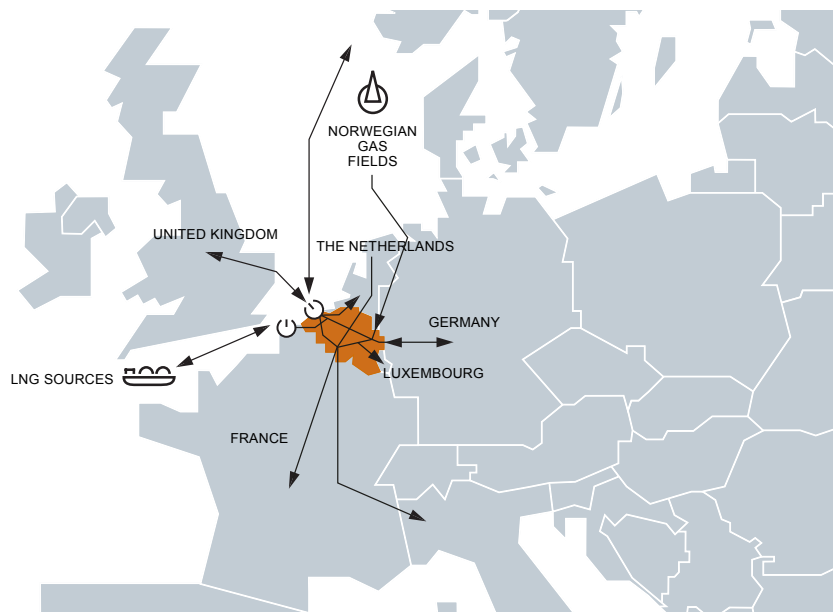 NORWEGIAN
GAS
FIELDS
UNITED KINGDOM
THE NETHERLANDS
GERMANY
LNG SOURCES
LUXEMBOURG
FRANCE